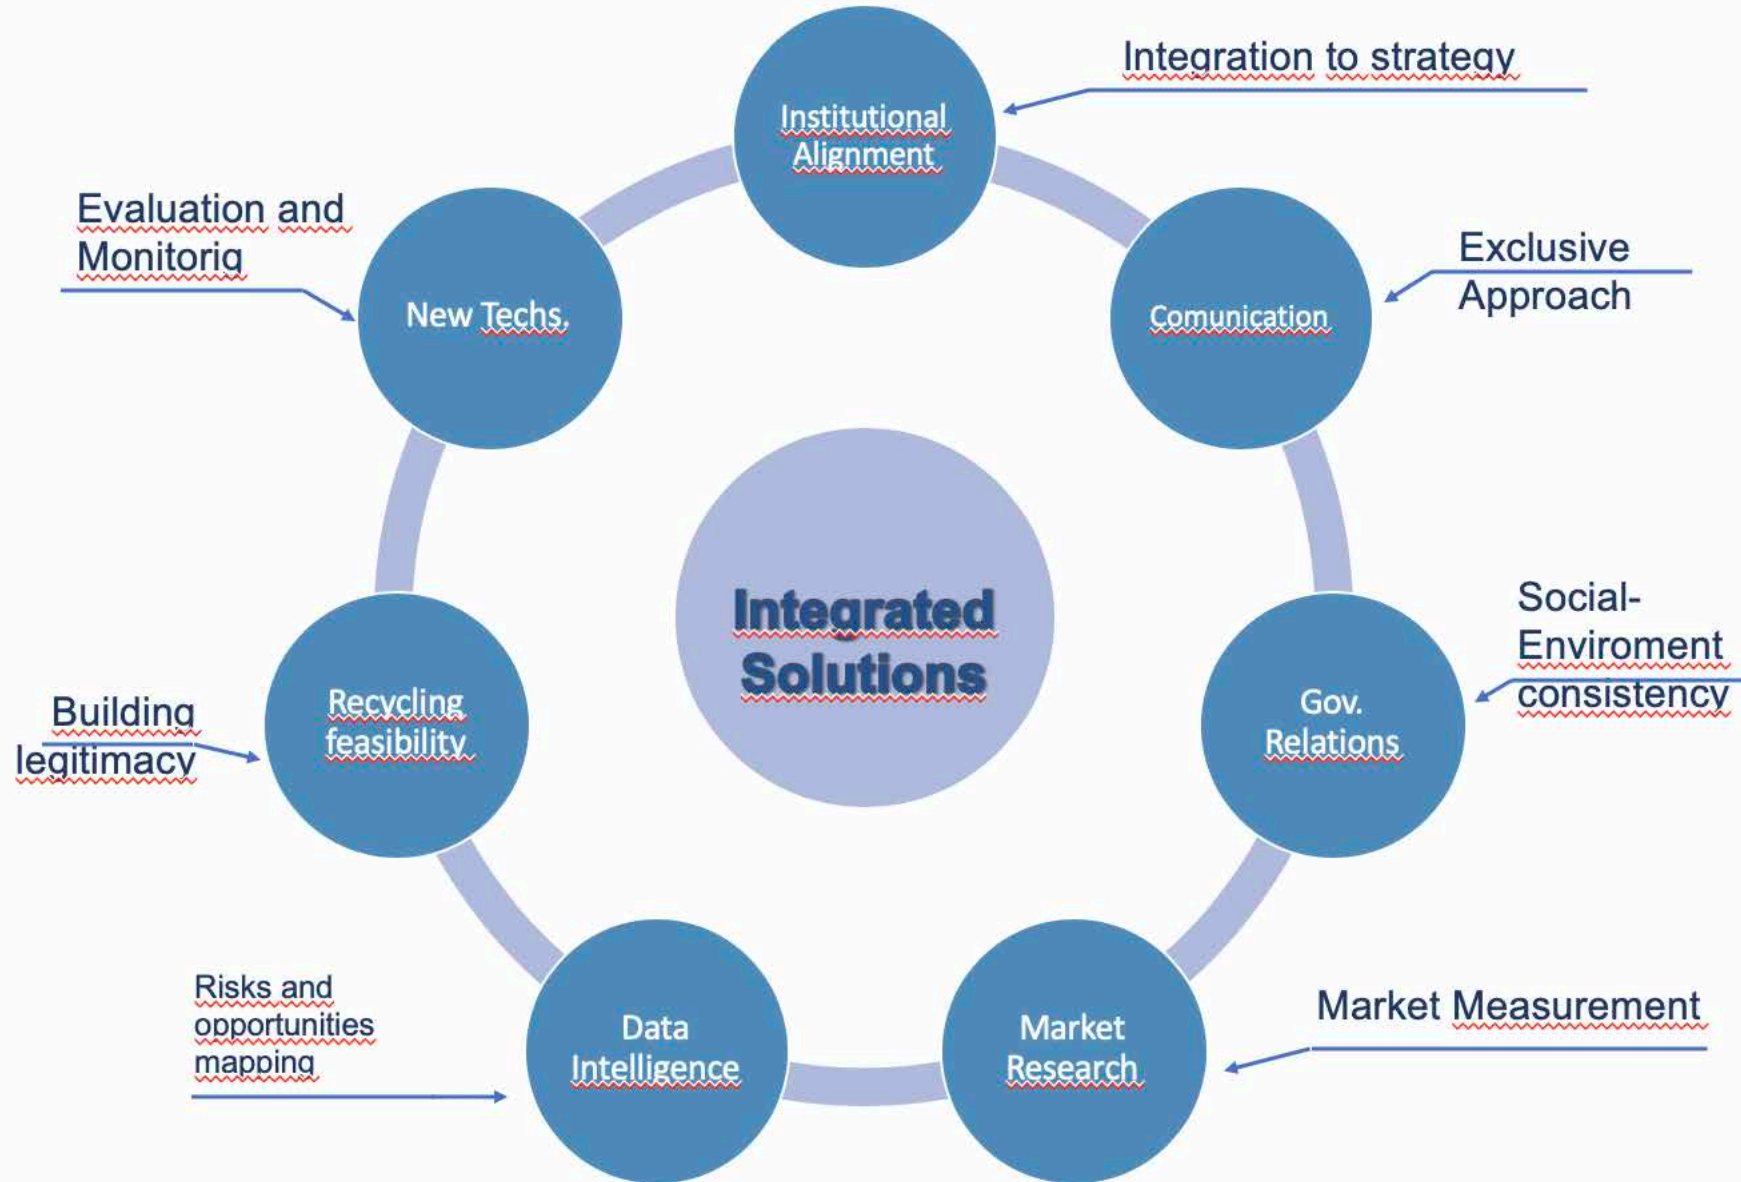 Integration to strategy
Institutional
Alignment
Evaluation and
Monitorig
New Techs.
Comunication
Exclusive
Approach
Integrated
Solutions
Social-
Enviroment
consistency
Gov.
Relations
Building
legitimacy
Recycling
feasibility
Risks and
opportunities
mapping
Data
Intelligence
Market
Research
Market Measurement